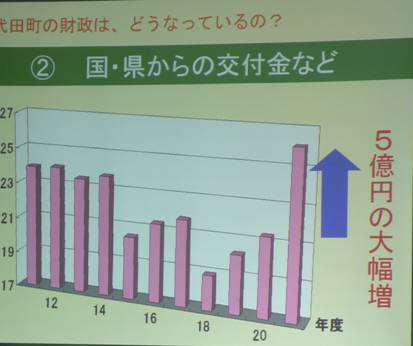 代田町の財政は、どうなっているの？
② 国・県からの交付金など
27
25
23
21
19
17
12
14
16
18
20
年度
５億円の大幅増